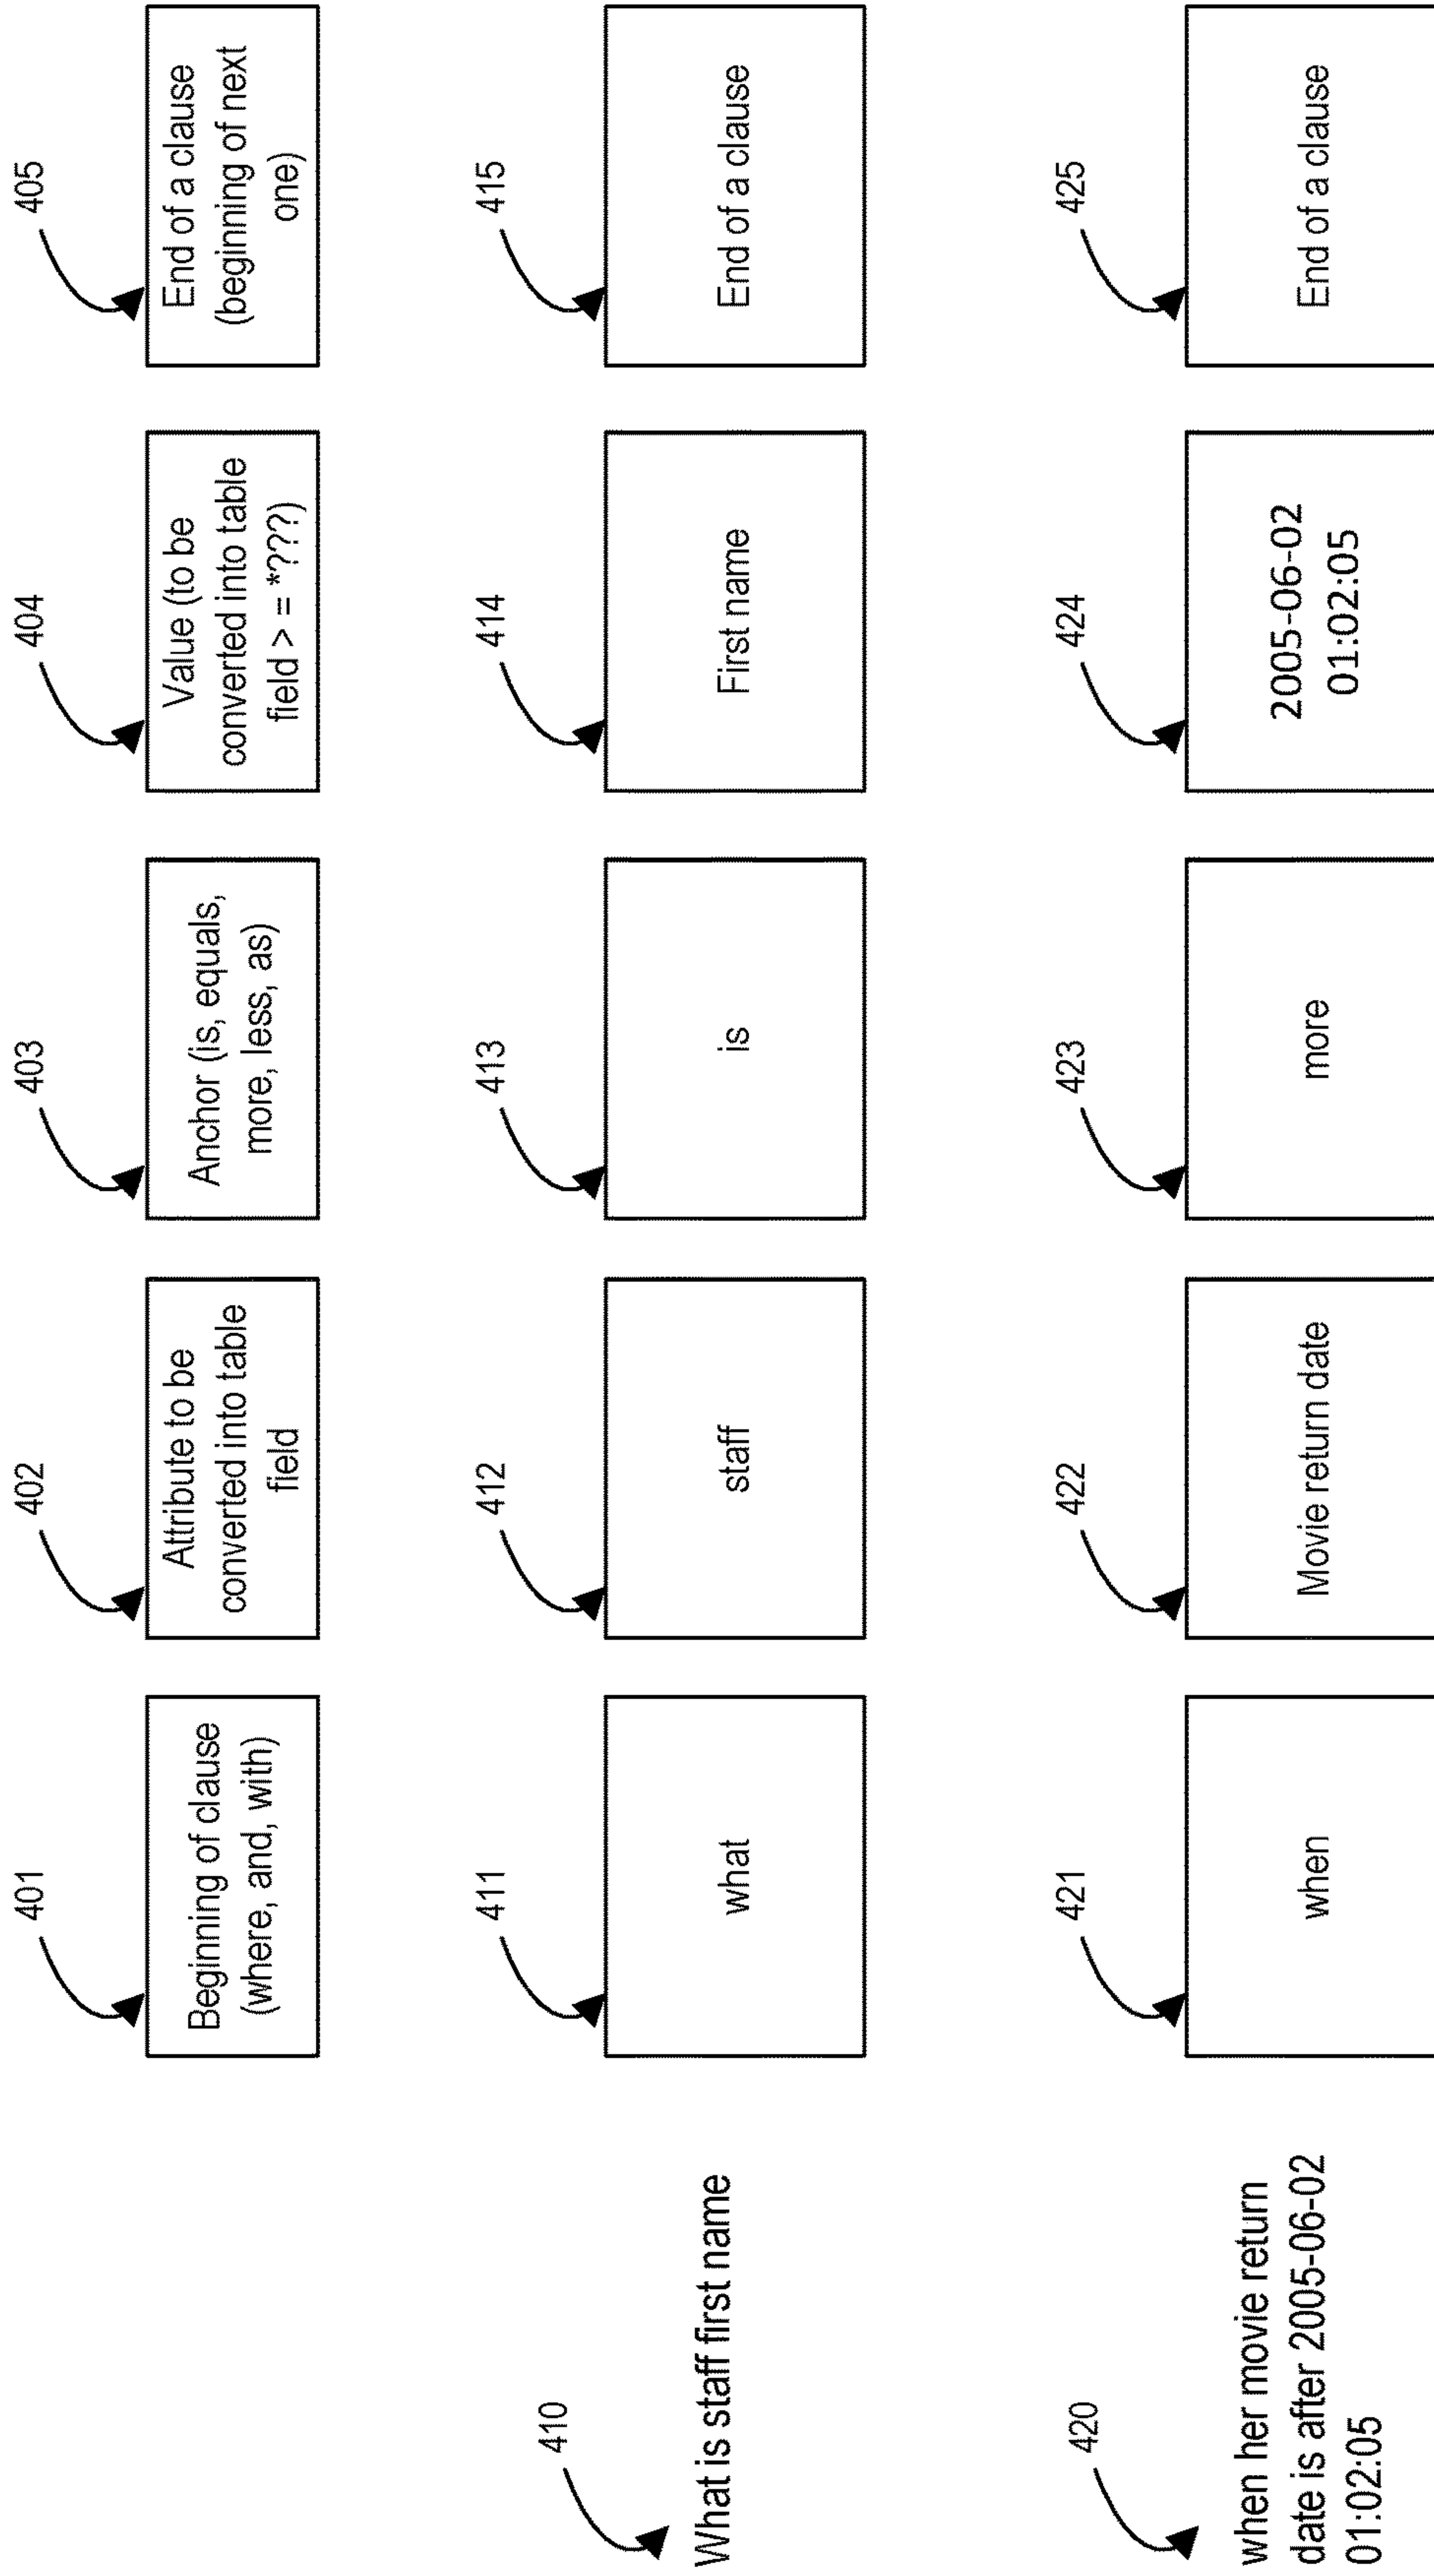 401
Beginning of clause
(where, and, with)
402
Attribute to be
converted into table
field
403
Anchor (is, equals,
more, less, as)
404
Value (to be
converted into table
field > = *???)
405
End of a clause
(beginning of next
one)
410
What is staff first name
411
what
412
staff
413
is
414
First name
415
End of a clause
420
when her movie return
date is after 2005-06-02
01:02:05
421
when
422
Movie return date
423
more
424
2005-06-02
01:02:05
425
End of a clause